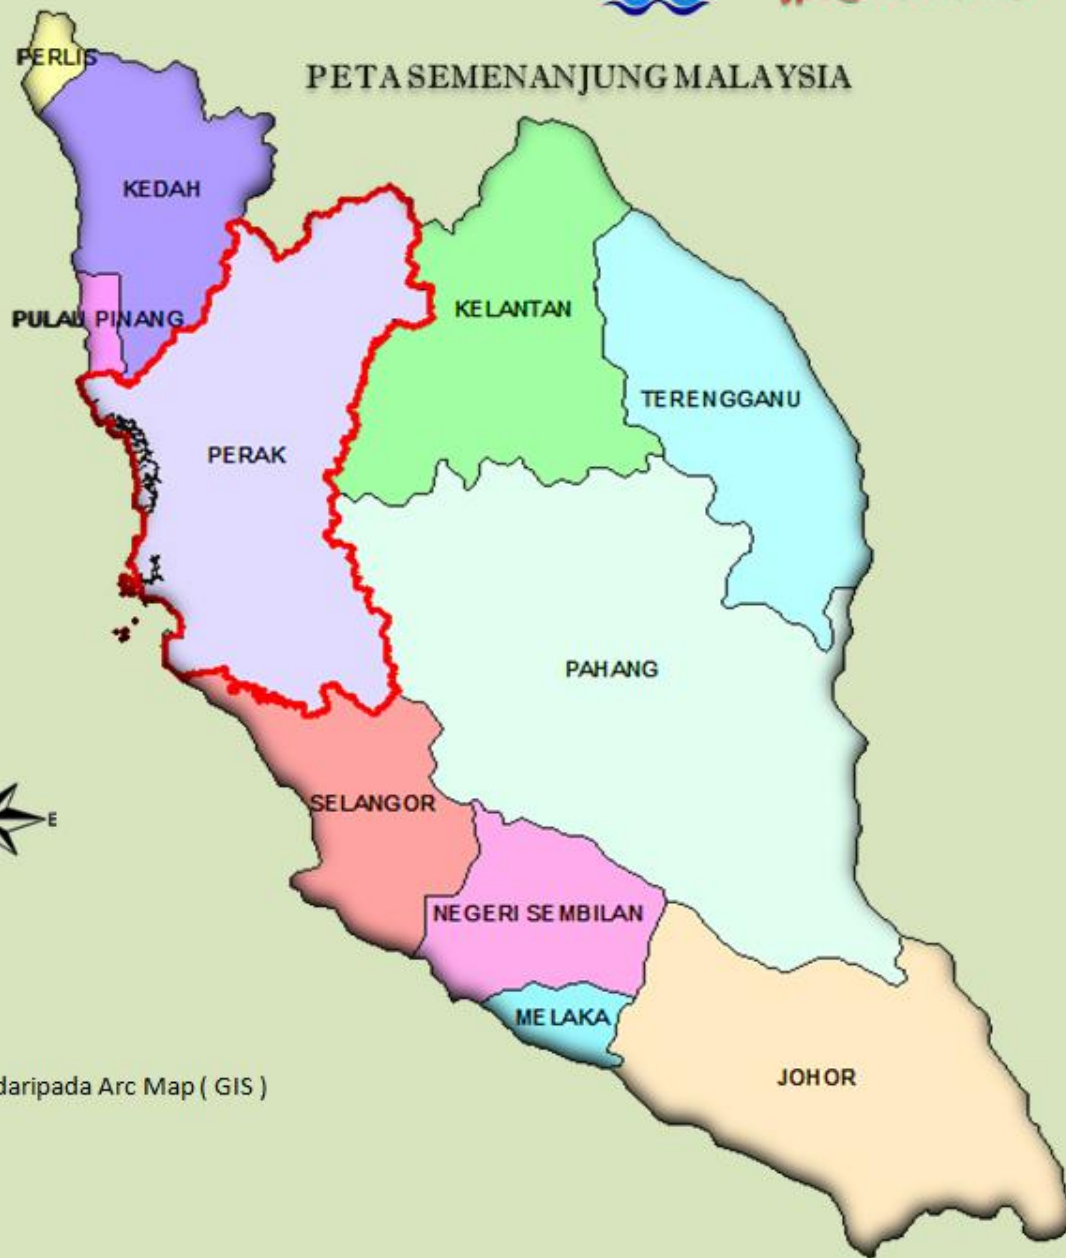 PETA SEMENANJUNG MALAYSIA
PERLIS
KEDAH
PULAU PINANG
KELANTAN
TERENGGANU
PERAK
PAHANG
SELANGOR
E
NEGERI SEMBILAN
MELAKA
JOHOR
daripada Arc Map ( GIS )